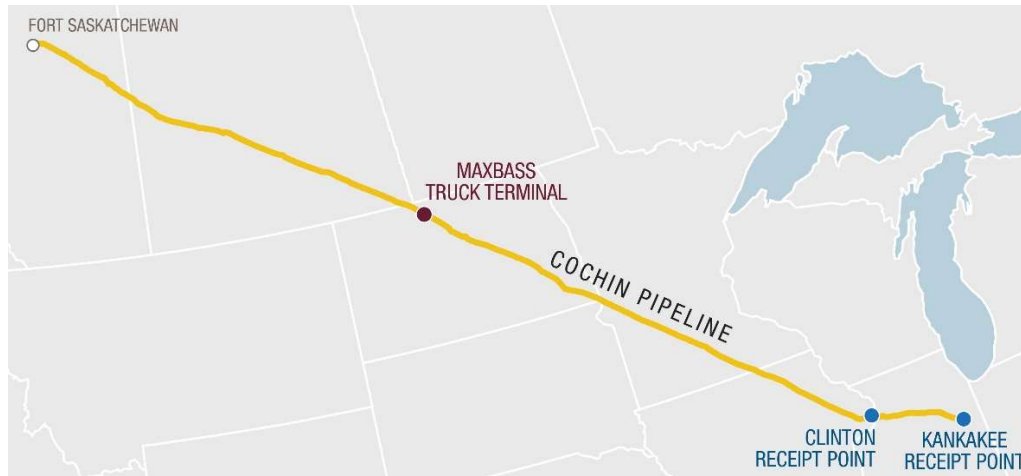 FORT SASKATCHEWAN
MAXBASS
TRUCK TERMINAL
COCHIN PIPELINE
CLINTON
RECEIPT POINT
KANKAKEE
RECEIPT POINT